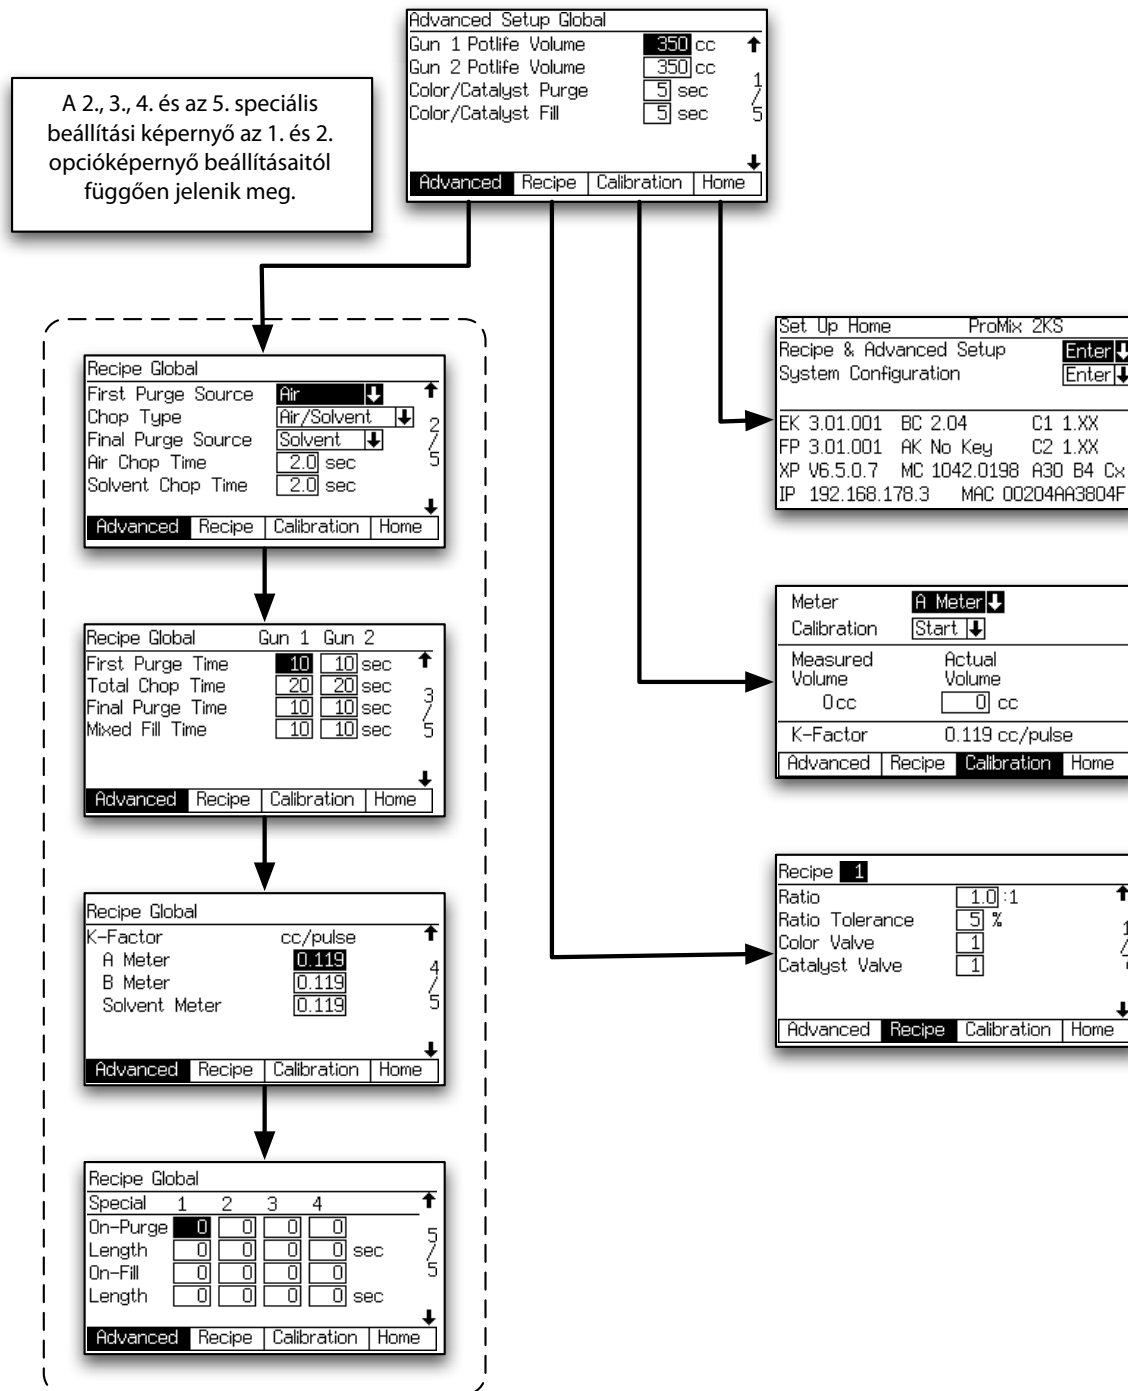 Advanced Setup Global
Gun 1 Potlife Volume 350 cc
Gun 2 Potlife Volume 350 cc
Color/Catalyst Purge 5 sec
Color/Catalyst Fill 5 sec
1/5
Advanced Recipe Calibration Home
A 2., 3., 4. és az 5. speciális
beállítási képernyő az 1. és 2.
opcióképernyő beállításaitól
függően jelenik meg.
Recipe Global
First Purge Source Air
Chop Type Air/Solvent
Final Purge Source Solvent
Air Chop Time 2.0 sec
Solvent Chop Time 2.0 sec
2/5
Advanced Recipe Calibration Home
Recipe Global Gun 1 Gun 2
First Purge Time 10 10 sec
Total Chop Time 20 20 sec
Final Purge Time 10 10 sec
Mixed Fill Time 10 10 sec
3/5
Advanced Recipe Calibration Home
Recipe Global
K-Factor cc/pulse
A Meter 0.119
B Meter 0.119
Solvent Meter 0.119
4/5
Advanced Recipe Calibration Home
Recipe Global
Special 1 2 3 4
On-Purge 0 0 0 0
Length 0 0 0 0 sec
On-Fill 0 0 0 0
Length 0 0 0 0 sec
5/5
Advanced Recipe Calibration Home
Set Up Home ProMix 2KS
Recipe & Advanced Setup Enter
System Configuration Enter
EK 3.01.001 BC 2.04 C1 1.XX
FP 3.01.001 AK No Key C2 1.XX
XP V6.5.0.7 MC 1042.0198 A30 B4 Cx
IP 192.168.178.3 MAC 00204AA3804F
Meter A Meter
Calibration Start
Measured Actual
Volume Volume
0 cc 0 cc
K-Factor 0.119 cc/pulse
Advanced Recipe Calibration Home
Recipe 1
Ratio 1.0 :1
Ratio Tolerance 5 %
Color Valve 1
Catalyst Valve 1
Advanced Recipe Calibration Home